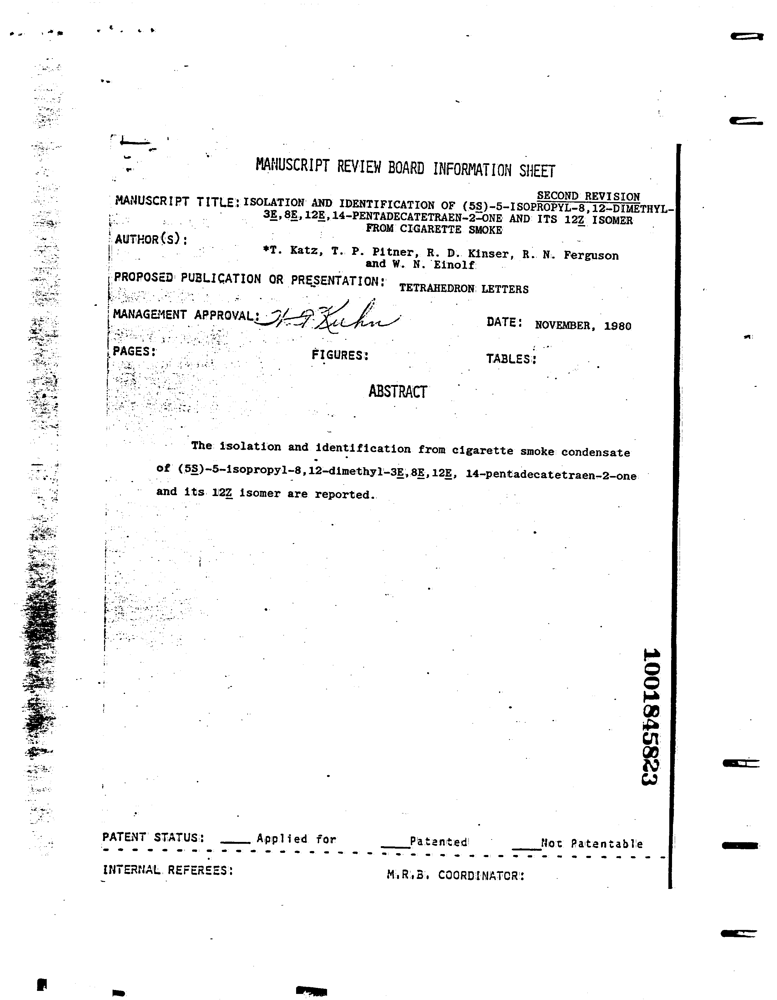 MANUSCRIPT REVIEW BOARD INFORMATION SHEET
SECOND REVISION
MANUSCRIPT TITLE: ISOLATION AND IDENTIFICATION OF (5S)-5-ISOPROPYL-8,12-DIMETHYL-
3E,8E,12E,14-PENTADECATETRAEN-2-ONE AND ITS 12Z ISOMER
FROM CIGARETTE SMOKE
AUTHOR(S):
*T. Katz, T. P. Pitner, R. D. Kinser, R. N. Ferguson
and W. N. Einolf
PROPOSED PUBLICATION OR PRESENTATION: TETRAHEDRON LETTERS
MANAGEMENT APPROVAL: Kuhn DATE: NOVEMBER, 1980
PAGES: FIGURES: TABLES:
ABSTRACT
The isolation and identification from cigarette smoke condensate
of (5S)-5-isopropyl-8,12-dimethyl-3E,8E,12E, 14-pentadecatetraen-2-one
and its 12Z isomer are reported.
1001845823
PATENT STATUS: ____ Applied for ____Patented ____Not Patentable
INTERNAL REFEREES: M.R.B. COORDINATOR: